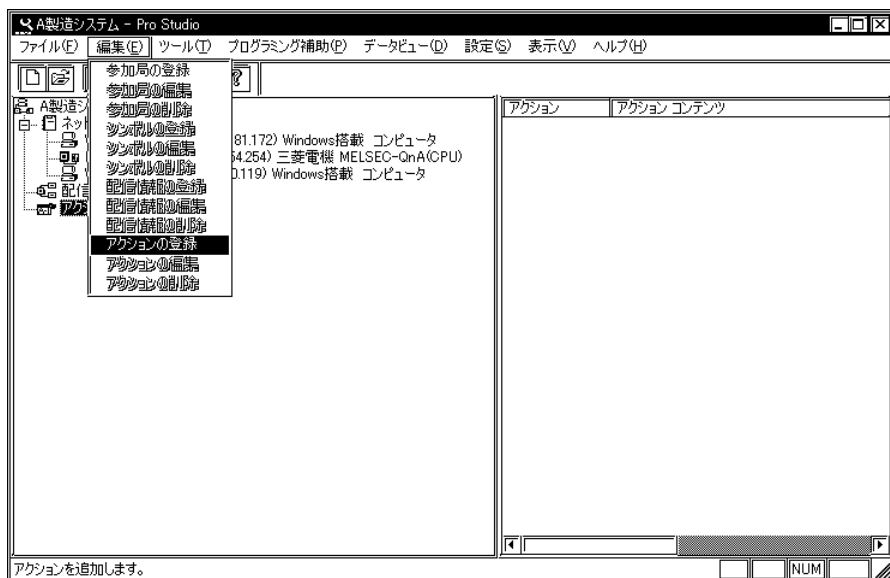 A製造システム - Pro Studio
ファイル(F) 編集(E) ツール(T) プログラミング補助(P) データビュー(D) 設定(S) 表示(V) ヘルプ(H)
参加局の登録
参加局の編集
参加局の削除
シンボルの登録
シンボルの編集
シンボルの削除
配信情報の登録
配信情報の編集
配信情報の削除
アクションの登録
アクションの編集
アクションの削除
A製造シ
ネット
81.172) Windows搭載 コンピュータ
54.254) 三菱電機 MELSEC-QnA(CPU)
0.119) Windows搭載 コンピュータ
配信
アクシ
アクション アクション コンテンツ
アクションを追加します。 NUM